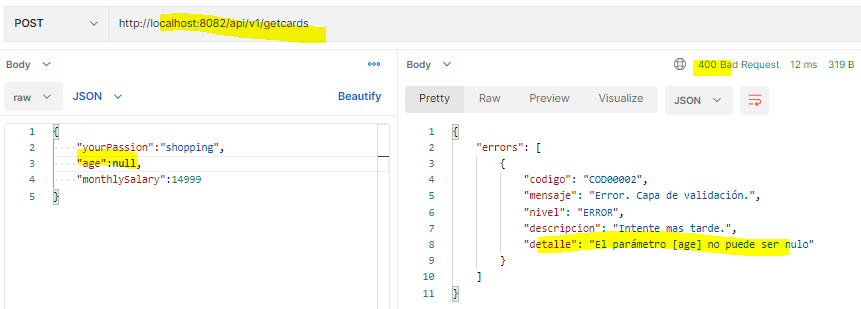 POST http://localhost:8082/api/v1/getcards
Body
raw JSON Beautify
1 {
2 "yourPassion":"shopping",
3 "age":null,
4 "monthlySalary":14999
5 }
Body 400 Bad Request 12 ms 319 B
Pretty Raw Preview Visualize JSON
1 {
2 "errors": [
3 {
4 "codigo": "COD00002",
5 "mensaje": "Error. Capa de validación.",
6 "nivel": "ERROR",
7 "descripcion": "Intente mas tarde.",
8 "detalle": "El parámetro [age] no puede ser nulo"
9 }
10 ]
11 }